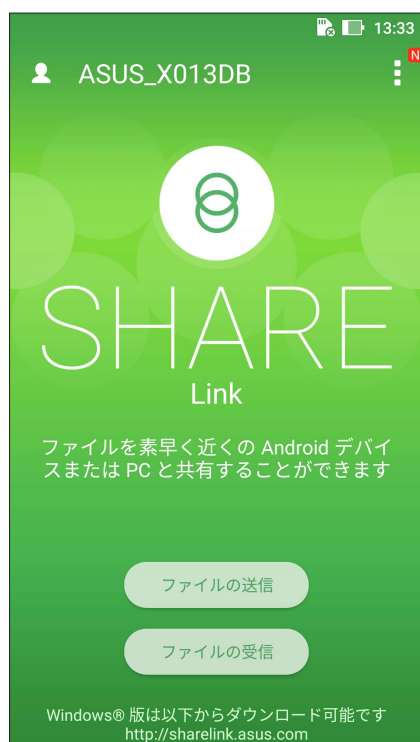 13:33
ASUS_X013DB
N
SHARE
Link
ファイルを素早く近くの Android デバイ
スまたは PC と共有することができます
ファイルの送信
ファイルの受信
Windows® 版は以下からダウンロード可能です
http://sharelink.asus.com